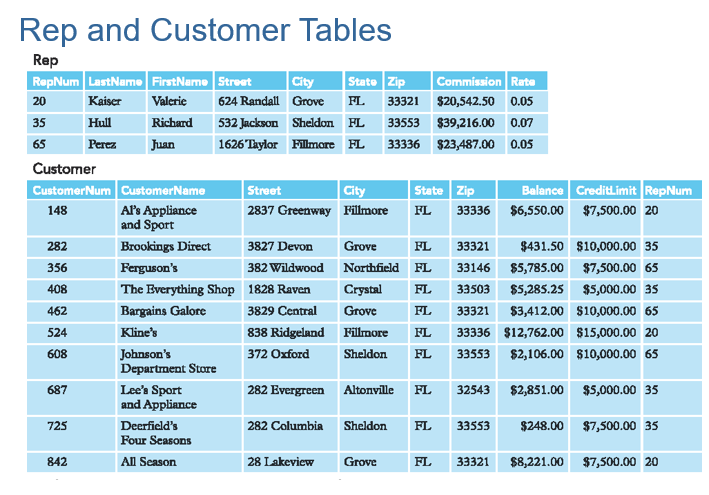 Rep and Customer Tables
Rep
RepNum LastName FirstName Street City State Zip Commission Rate
20 Kaiser Valerie 624 Randall Grove FL 33321 $20,542.50 0.05
35 Hull Richard 532 Jackson Sheldon FL 33553 $39,216.00 0.07
65 Perez Juan 1626 Taylor Fillmore FL 33336 $23,487.00 0.05
Customer
CustomerNum CustomerName Street City State Zip Balance CreditLimit RepNum
148 Al's Appliance 2837 Greenway Fillmore FL 33336 $6,550.00 $7,500.00 20
and Sport
282 Brookings Direct 3827 Devon Grove FL 33321 $431.50 $10,000.00 35
356 Ferguson's 382 Wildwood Northfield FL 33146 $5,785.00 $7,500.00 65
408 The Everything Shop 1828 Raven Crystal FL 33503 $5,285.25 $5,000.00 35
462 Bargains Galore 3829 Central Grove FL 33321 $3,412.00 $10,000.00 65
524 Kline's 838 Ridgeland Fillmore FL 33336 $12,762.00 $15,000.00 20
608 Johnson's 372 Oxford Sheldon FL 33553 $2,106.00 $10,000.00 65
Department Store
687 Lee's Sport 282 Evergreen Altonville FL 32543 $2,851.00 $5,000.00 35
and Appliance
725 Deerfield's 282 Columbia Sheldon FL 33553 $248.00 $7,500.00 35
Four Seasons
842 All Season 28 Lakeview Grove FL 33321 $8,221.00 $7,500.00 20